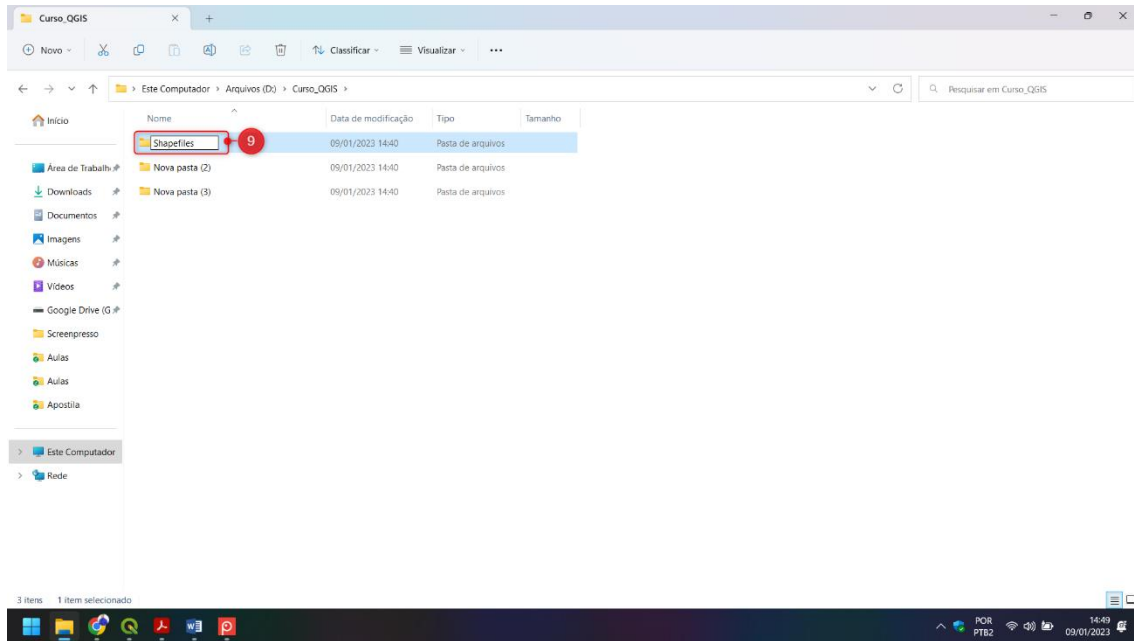 Curso_QGIS
Novo
Classificar
Visualizar
Este Computador > Arquivos (D:) > Curso_QGIS >
Pesquisar em Curso_QGIS
Início
Nome
Data de modificação
Tipo
Tamanho
Shapefiles
9
09/01/2023 14:40
Pasta de arquivos
Nova pasta (2)
09/01/2023 14:40
Pasta de arquivos
Nova pasta (3)
09/01/2023 14:40
Pasta de arquivos
Área de Trabalh
Downloads
Documentos
Imagens
Músicas
Vídeos
Google Drive (G
Screenpresso
Aulas
Aulas
Apostila
Este Computador
Rede
3 itens
1 item selecionado
POR
PTB2
14:49
09/01/2023